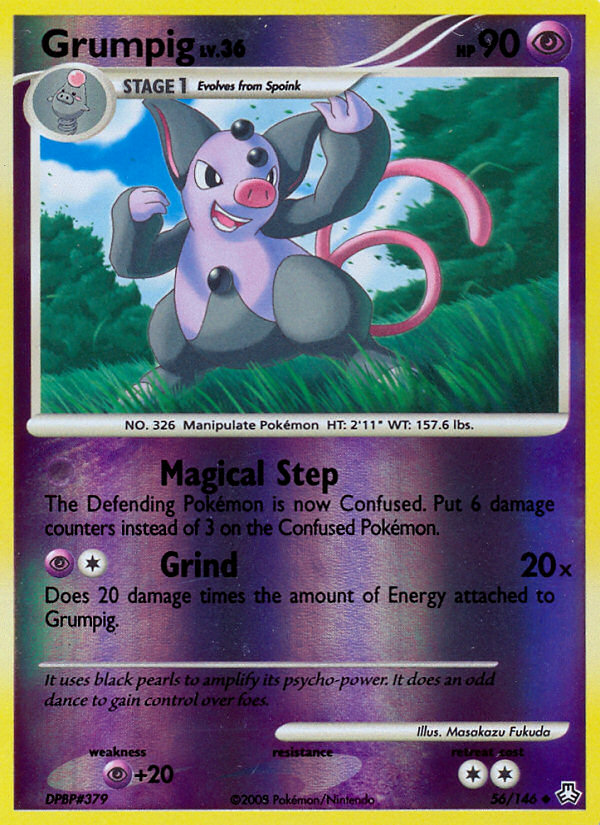 Grumpig LV.36 HP 90
STAGE 1 Evolves from Spoink
NO. 326 Manipulate Pokémon HT: 2'11" WT: 157.6 lbs.
Magical Step
The Defending Pokémon is now Confused. Put 6 damage
counters instead of 3 on the Confused Pokémon.
Grind 20x
Does 20 damage times the amount of Energy attached to
Grumpig.
It uses black pearls to amplify its psycho-power. It does an odd
dance to gain control over foes.
Illus. Masakazu Fukuda
weakness resistance retreat cost
+20
DPBP#379 ©2008 Pokémon/Nintendo 56/146